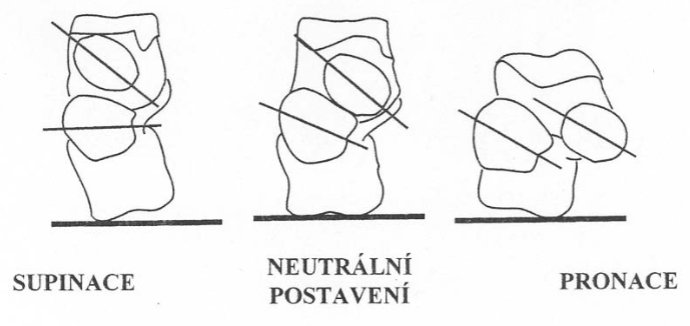 SUPINACE
NEUTRÁLNÍ
POSTAVENÍ
PRONACE